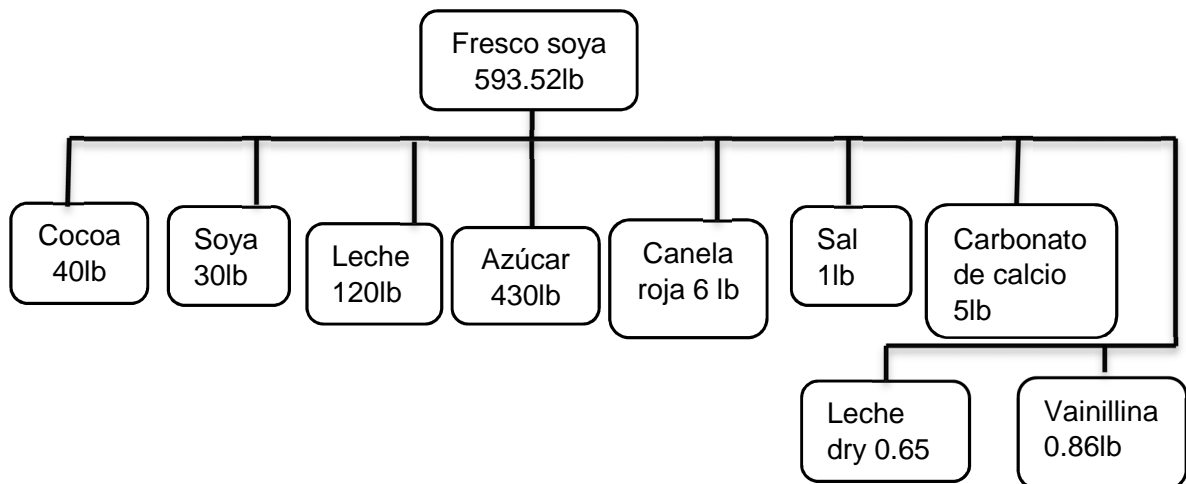 Fresco soya
593.52lb
Cocoa
40lb
Soya
30lb
Leche
120lb
Azúcar
430lb
Canela
roja 6 lb
Sal
1lb
Carbonato
de calcio
5lb
Leche
dry 0.65
Vainillina
0.86lb